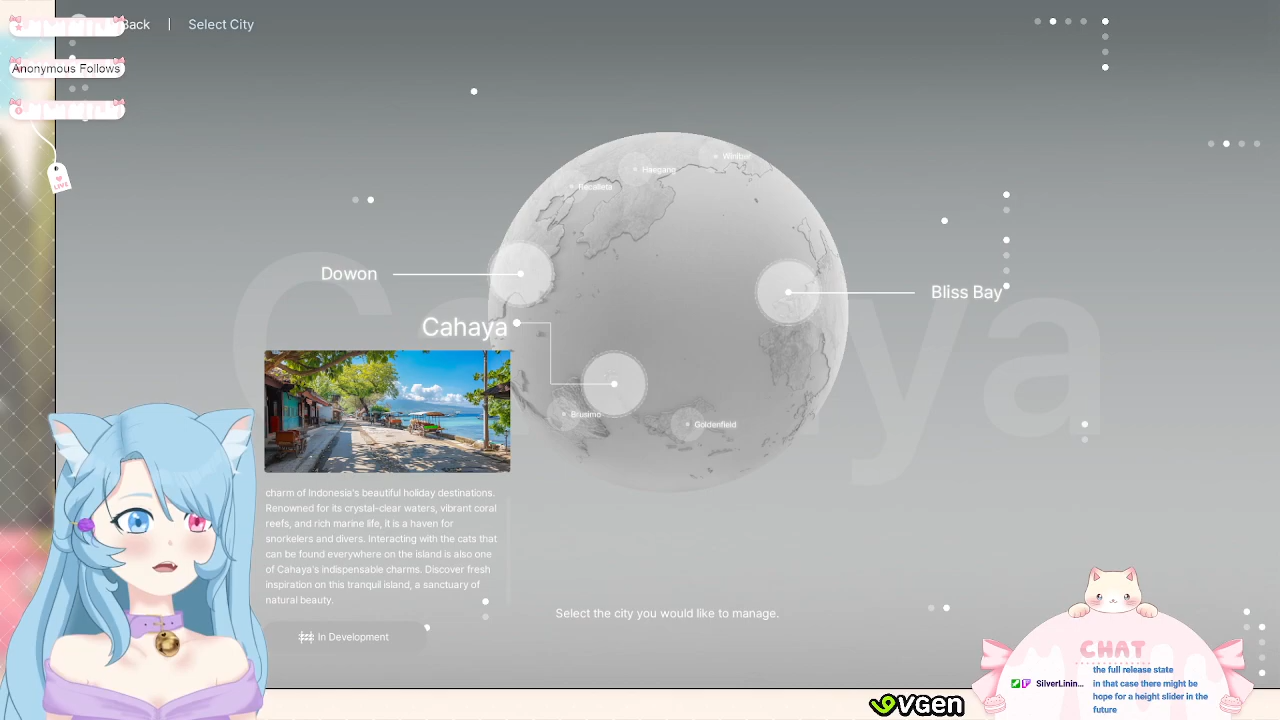 Back | Select City
Anonymous Follows
LIVE
Winiter
Haegang
Recolleta
Dowon
Bliss Bay
Cahaya
Cahaya
Brusimo
Goldenfield
charm of Indonesia's beautiful holiday destinations.
Renowned for its crystal-clear waters, vibrant coral
reefs, and rich marine life, it is a haven for
snorkelers and divers. Interacting with the cats that
can be found everywhere on the island is also one
of Cahaya's indispensable charms. Discover fresh
inspiration on this tranquil island, a sanctuary of
natural beauty.
Select the city you would like to manage.
In Development
CHAT
the full release state
SilverLinin... in that case there might be
hope for a height slider in the
future
VGen